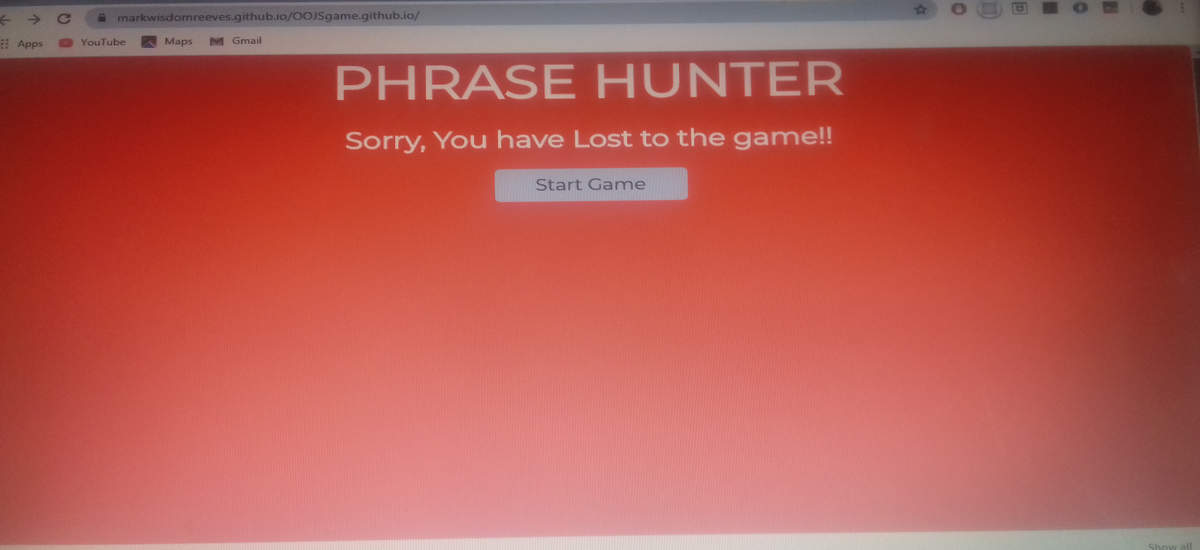 markwisdomreeves.github.io/OOJSgame.github.io/
Apps YouTube Maps Gmail
PHRASE HUNTER
Sorry, You have Lost to the game!!
Start Game
Show all